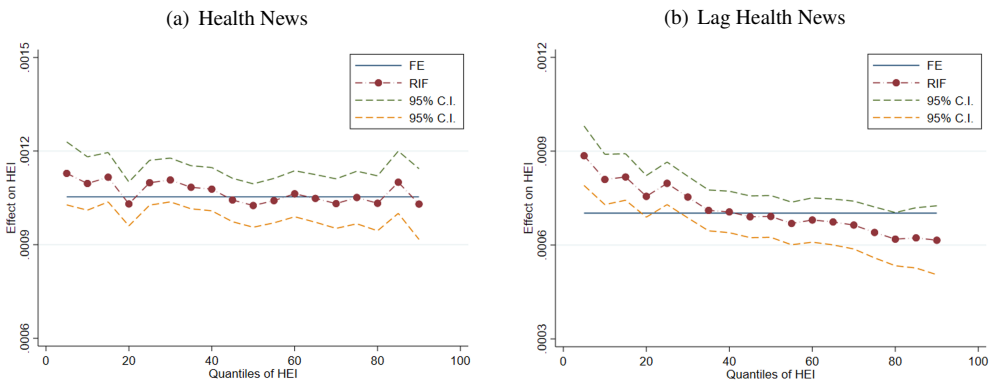 (a) Health News
.0015
.0012
.0009
.0006
Effect on HEI
FE
RIF
95% C.I.
95% C.I.
0 20 40 60 80 100
Quantiles of HEI
(b) Lag Health News
.0012
.0009
.0006
.0003
Effect on HEI
FE
RIF
95% C.I.
95% C.I.
0 20 40 60 80 100
Quantiles of HEI